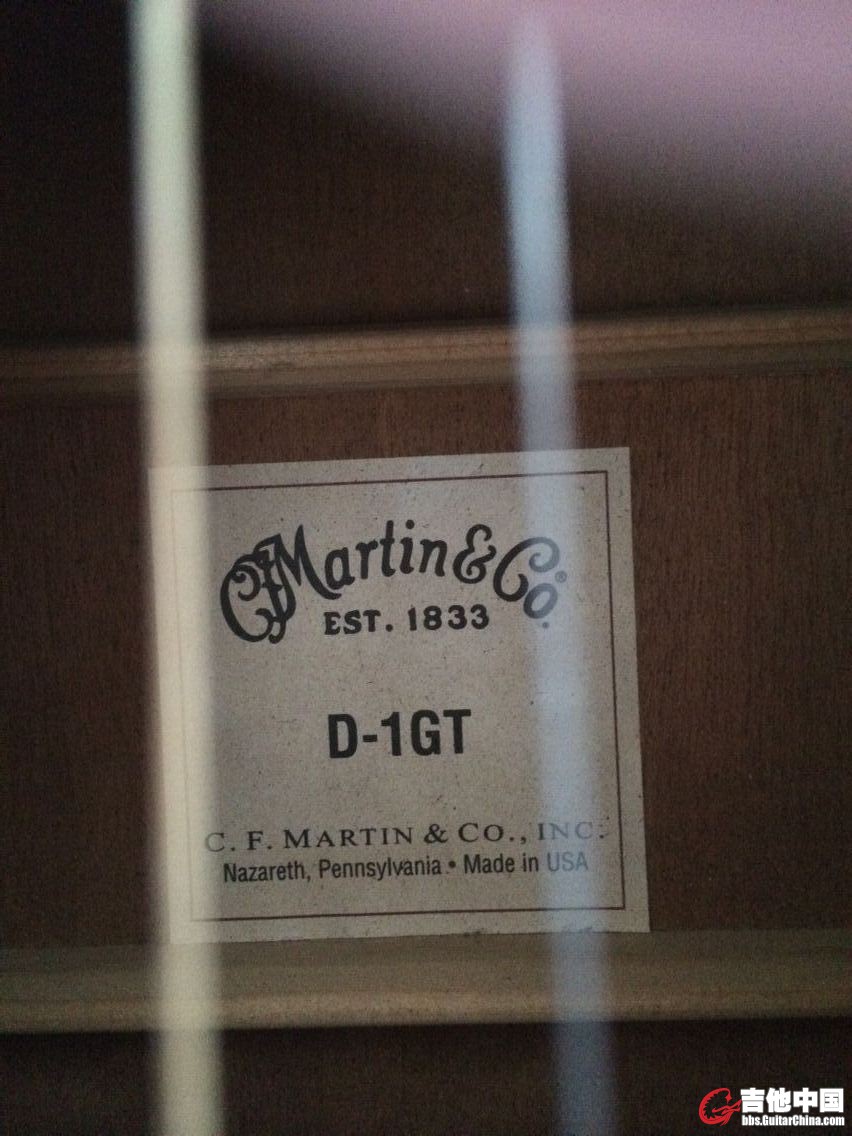 CFMartin & Co.®
EST. 1833
D-1GT
C. F. MARTIN & CO., INC.
Nazareth, Pennsylvania • Made in USA
吉他中国
bbs.GuitarChina.com